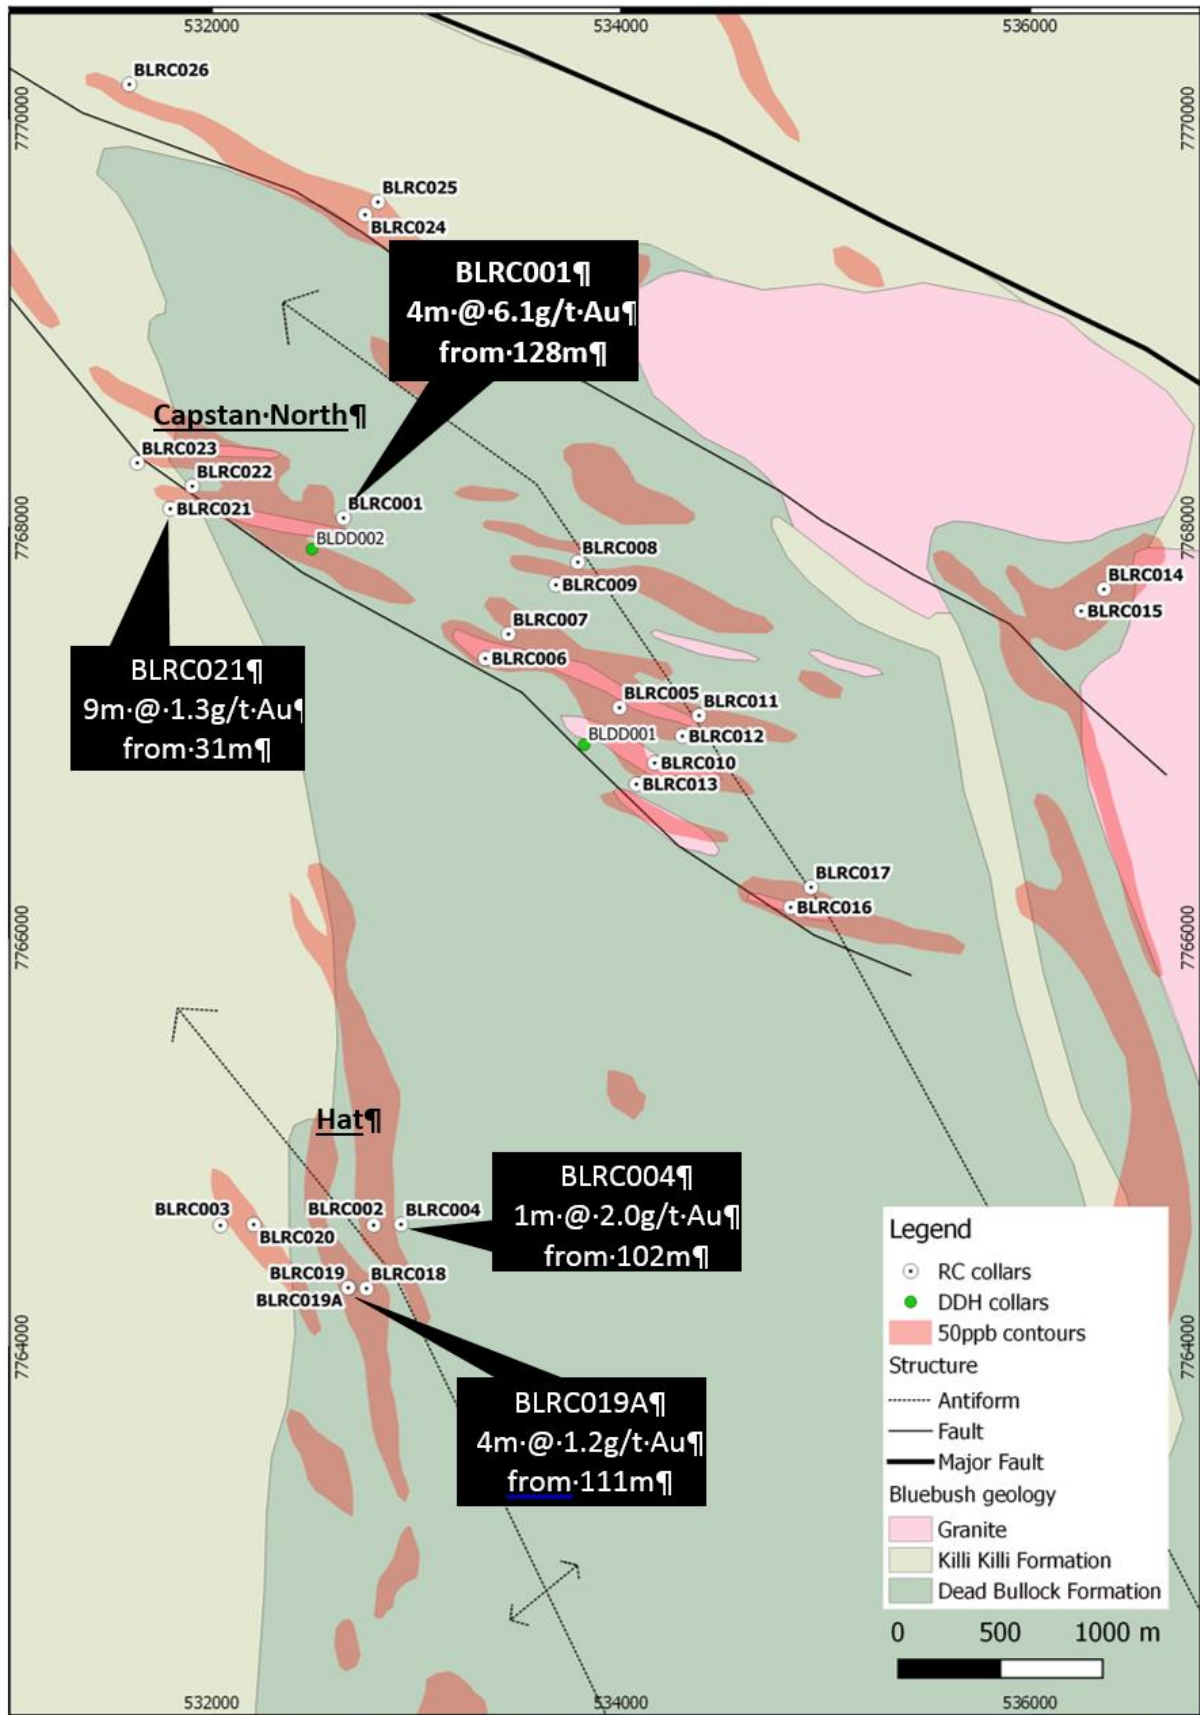 532000
534000
536000
7770000
7770000
BLRC026
BLRC025
BLRC024
BLRC001¶
4m·@·6.1g/t·Au¶
from·128m¶
Capstan·North¶
BLRC023
BLRC022
BLRC021
BLRC001
BLDD002
7768000
7768000
BLRC008
BLRC009
BLRC014
BLRC015
BLRC007
BLRC006
BLRC005
BLRC011
BLRC012
BLDD001
BLRC010
BLRC013
BLRC021¶
9m·@·1.3g/t·Au¶
from·31m¶
BLRC017
BLRC016
7766000
7766000
Hat¶
BLRC003
BLRC020
BLRC002
BLRC004
BLRC004¶
1m·@·2.0g/t·Au¶
from·102m¶
BLRC019
BLRC018
BLRC019A
7764000
7764000
BLRC019A¶
4m·@·1.2g/t·Au¶
from·111m¶
Legend
RC collars
DDH collars
50ppb contours
Structure
Antiform
Fault
Major Fault
Bluebush geology
Granite
Killi Killi Formation
Dead Bullock Formation
0 500 1000 m
532000
534000
536000